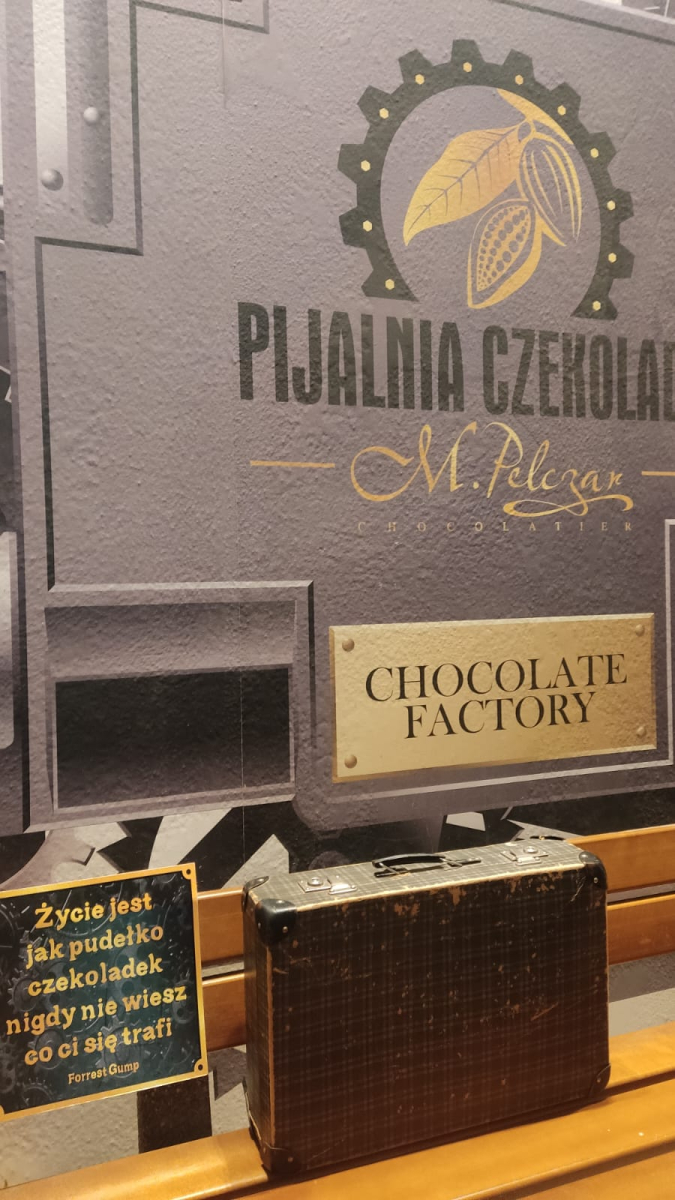 PIJALNIA CZEKOLAD
M. Pelczar
CHOCOLATIER
CHOCOLATE
FACTORY
Życie jest
jak pudełko
czekoladek
nigdy nie wiesz
co ci się trafi
Forrest Gump